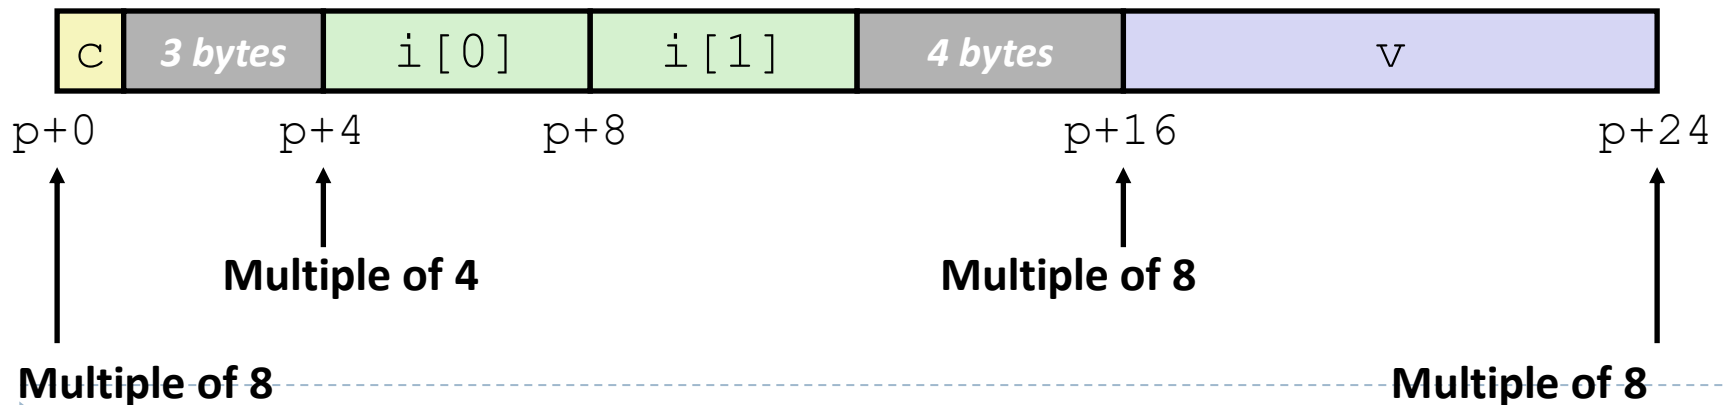 c 3 bytes i[0] i[1] 4 bytes v
p+0 p+4 p+8 p+16 p+24
Multiple of 4 Multiple of 8
Multiple of 8 Multiple of 8